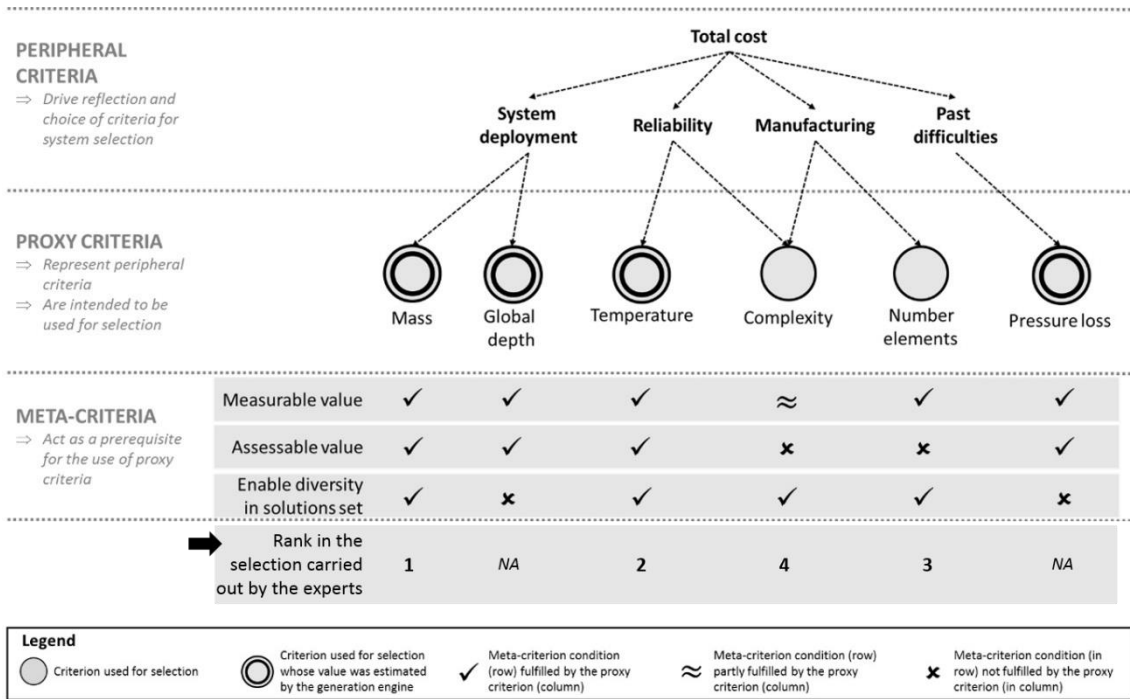 PERIPHERAL
CRITERIA
⇒ Drive reflection and
choice of criteria for
system selection
Total cost
System
deployment
Reliability
Manufacturing
Past
difficulties
PROXY CRITERIA
⇒ Represent peripheral
criteria
⇒ Are intended to be
used for selection
Mass
Global
depth
Temperature
Complexity
Number
elements
Pressure loss
META-CRITERIA
⇒ Act as a prerequisite
for the use of proxy
criteria
Measurable value ✓ ✓ ✓ ≈ ✓ ✓
Assessable value ✓ ✓ ✓ × × ✓
Enable diversity
in solutions set ✓ × ✓ ✓ ✓ ×
Rank in the
selection carried
out by the experts
1 NA 2 4 3 NA
Legend
Criterion used for selection
Criterion used for selection
whose value was estimated
by the generation engine
✓ Meta-criterion condition
(row) fulfilled by the proxy
criterion (column)
≈ Meta-criterion condition (row)
partly fulfilled by the proxy
criterion (column)
× Meta-criterion condition (in
row) not fulfilled by the proxy
criterion (in column)